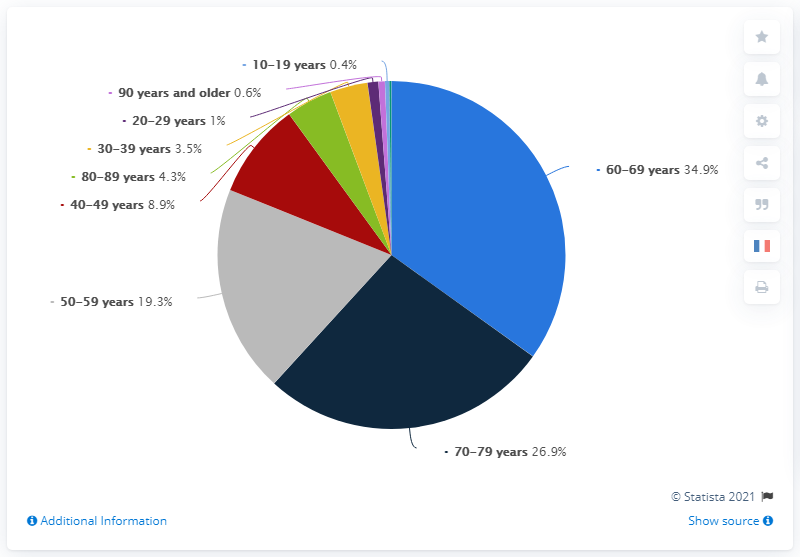 10–19 years 0.4%
90 years and older 0.6%
20–29 years 1%
30–39 years 3.5%
60–69 years 34.9%
80–89 years 4.3%
40–49 years 8.9%
50–59 years 19.3%
70–79 years 26.9%
© Statista 2021
Additional Information
Show source